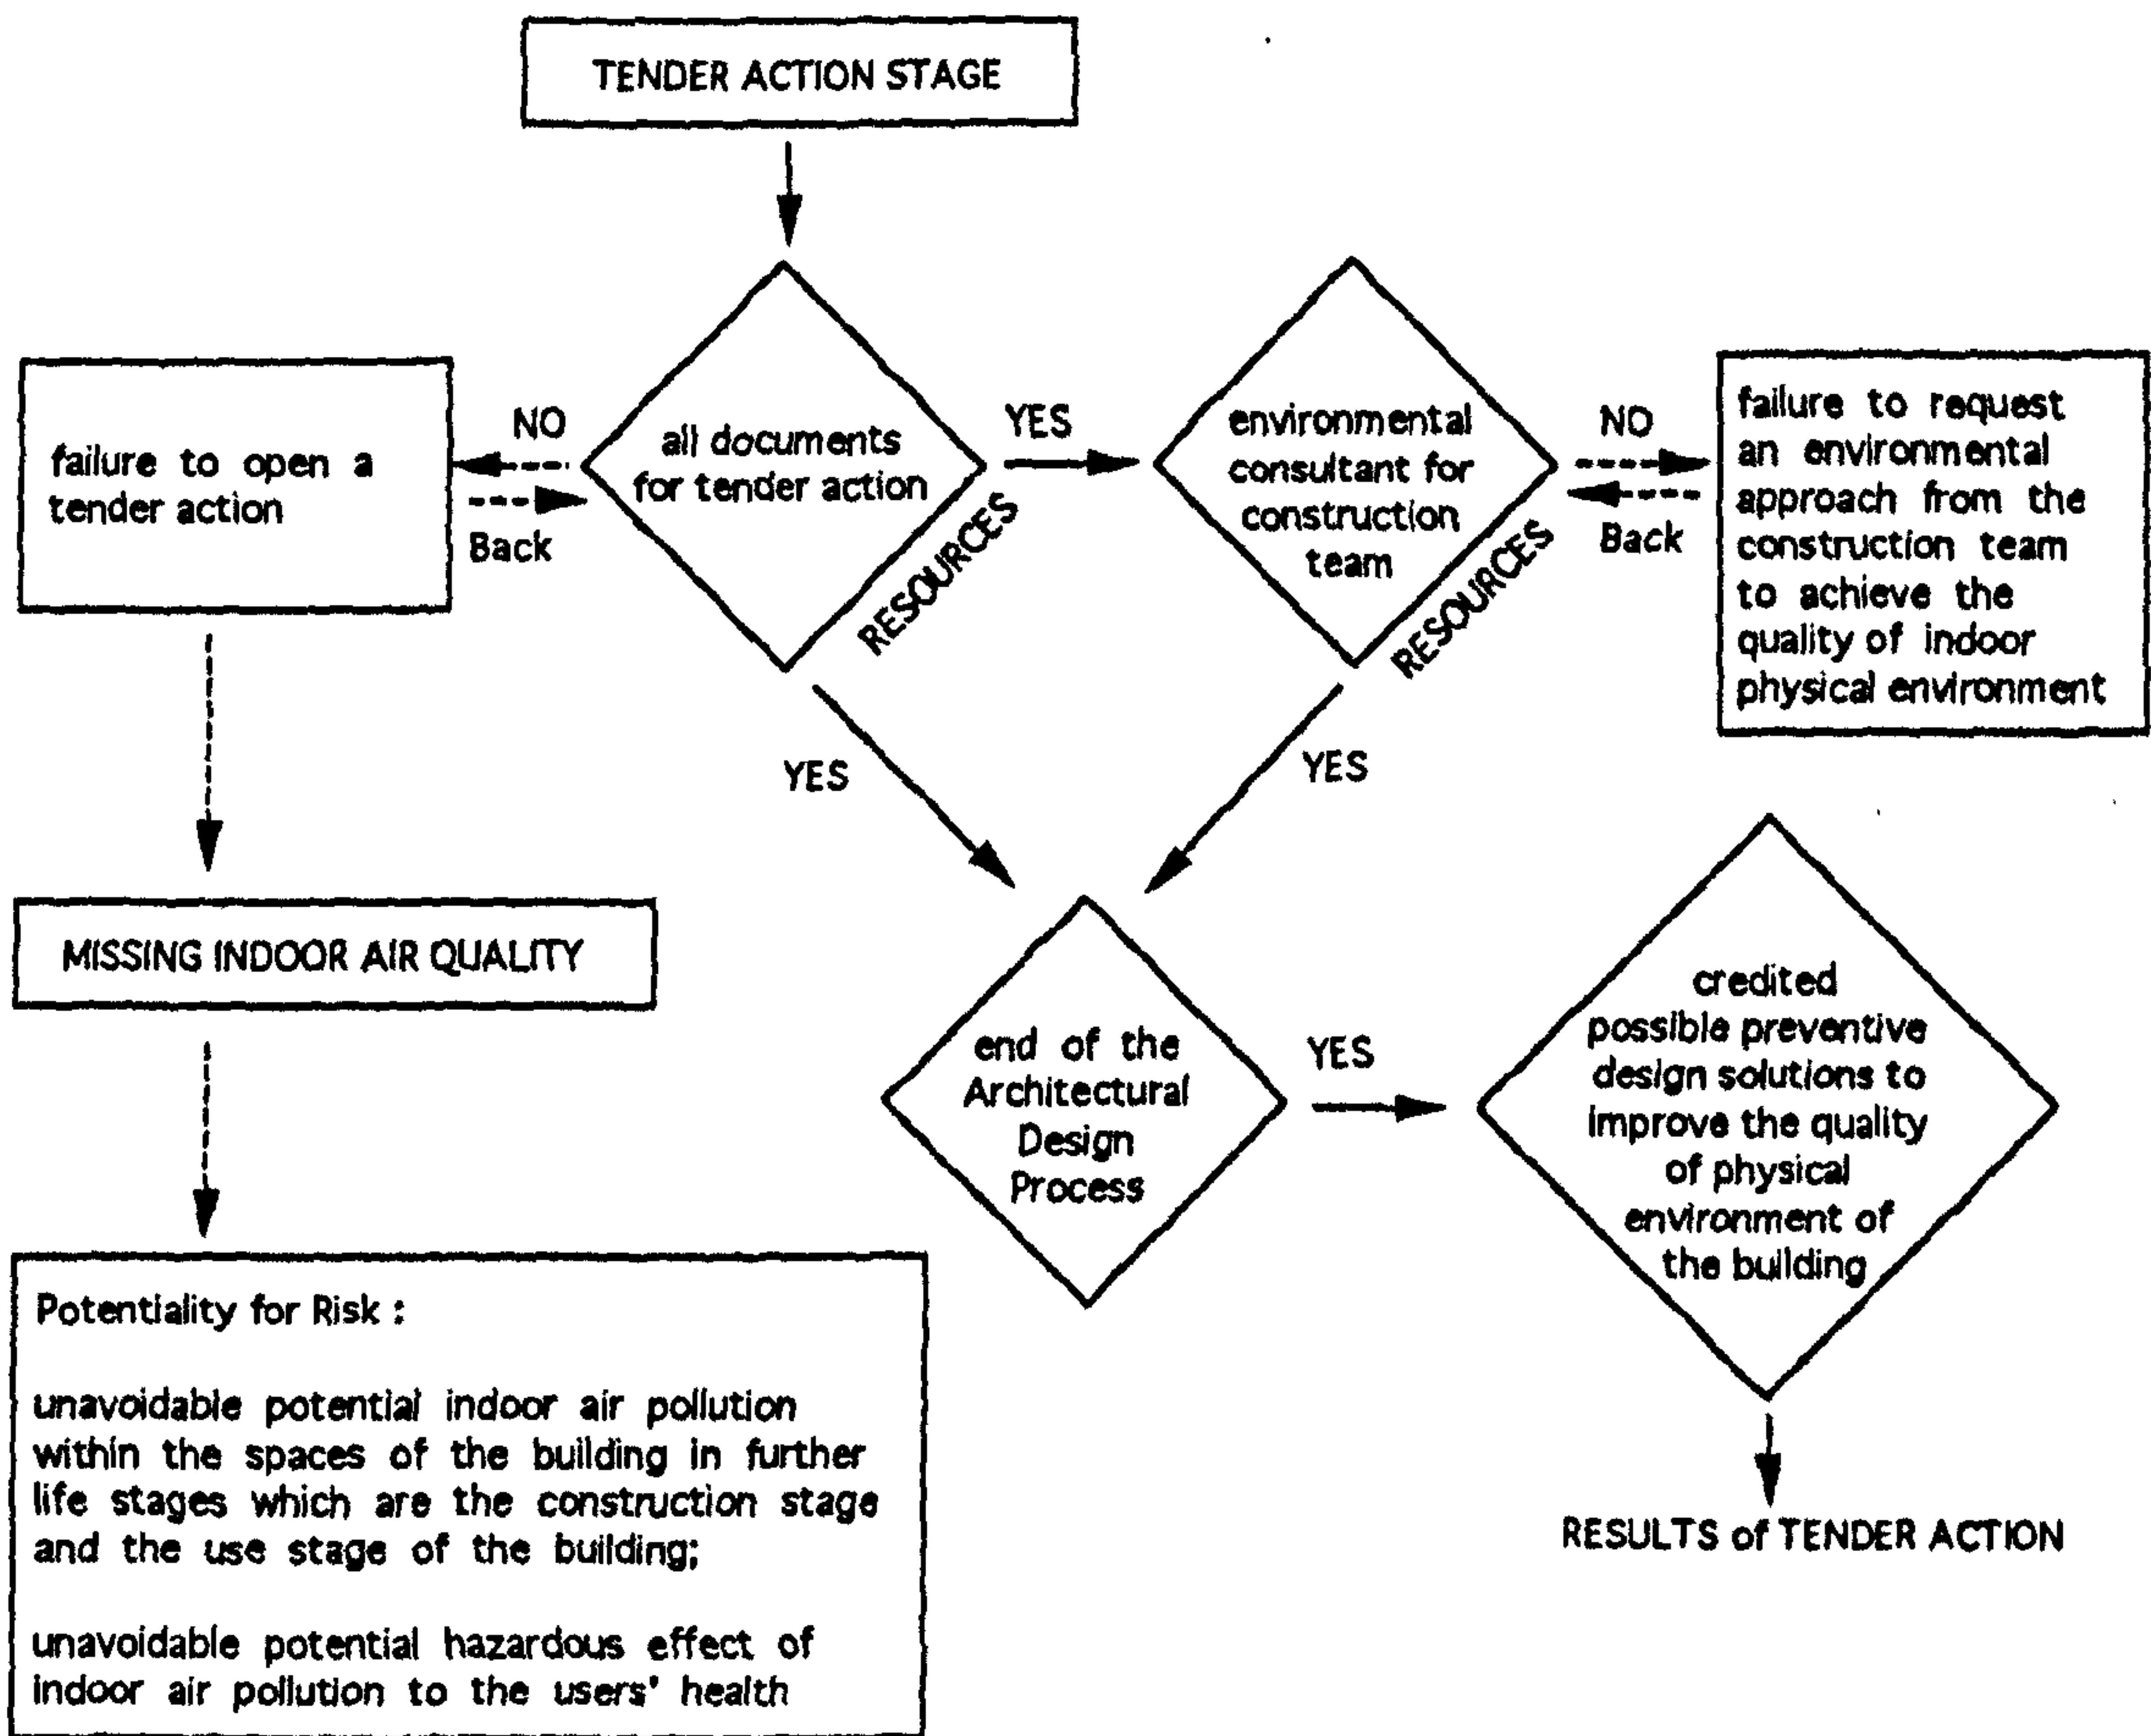 TENDER ACTION STAGE
failure to open a
tender action
NO
Back
all documents
for tender action
RESOURCES
YES
environmental
consultant for
construction
team
RESOURCES
NO
Back
failure to request
an environmental
approach from the
construction team
to achieve the
quality of indoor
physical environment
YES
YES
MISSING INDOOR AIR QUALITY
end of the
Architectural
Design
Process
YES
credited
possible preventive
design solutions to
improve the quality
of physical
environment of
the building
Potentiality for Risk :
unavoidable potential indoor air pollution
within the spaces of the building in further
life stages which are the construction stage
and the use stage of the building;
unavoidable potential hazardous effect of
indoor air pollution to the users' health
RESULTS of TENDER ACTION